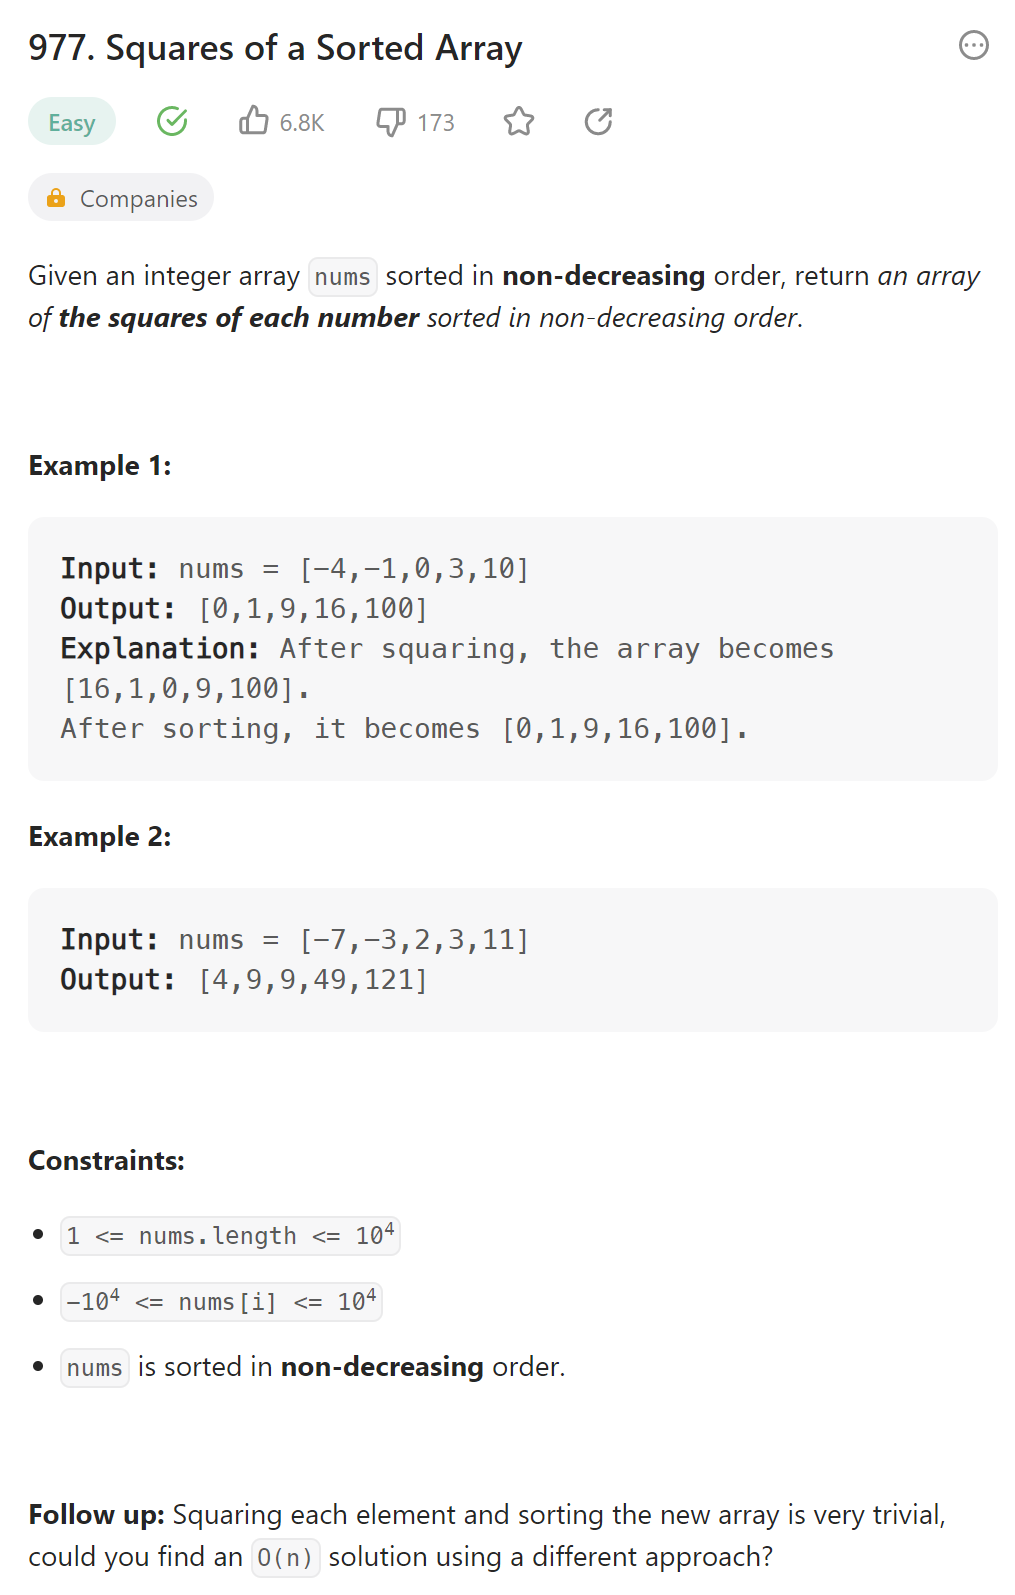 977. Squares of a Sorted Array
Easy
6.8K
173
Companies
Given an integer array nums sorted in non-decreasing order, return an array
of the squares of each number sorted in non-decreasing order.
Example 1:
Input: nums = [-4,-1,0,3,10]
Output: [0,1,9,16,100]
Explanation: After squaring, the array becomes
[16,1,0,9,100].
After sorting, it becomes [0,1,9,16,100].
Example 2:
Input: nums = [-7,-3,2,3,11]
Output: [4,9,9,49,121]
Constraints:
• 1 <= nums.length <= 10⁴
• -10⁴ <= nums[i] <= 10⁴
• nums is sorted in non-decreasing order.
Follow up: Squaring each element and sorting the new array is very trivial,
could you find an O(n) solution using a different approach?